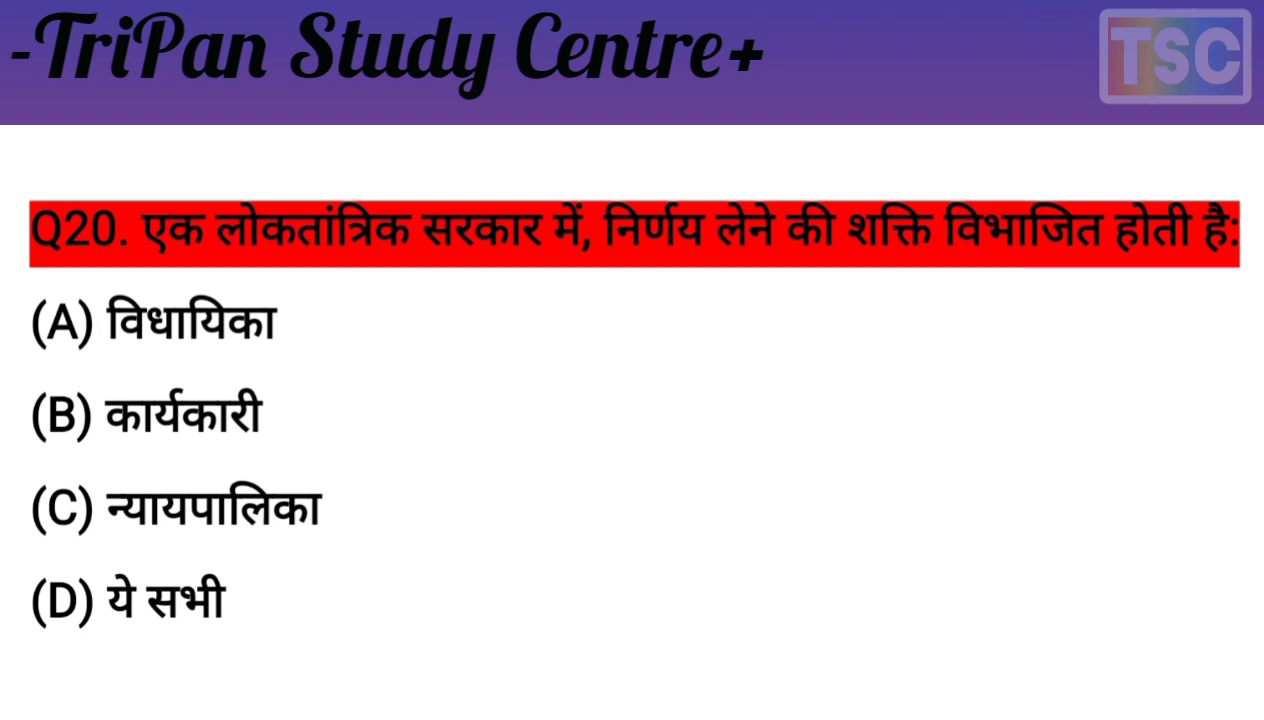 -TriPan Study Centre+
TSC
Q20. एक लोकतांत्रिक सरकार में, निर्णय लेने की शक्ति विभाजित होती है:
(A) विधायिका
(B) कार्यकारी
(C) न्यायपालिका
(D) ये सभी